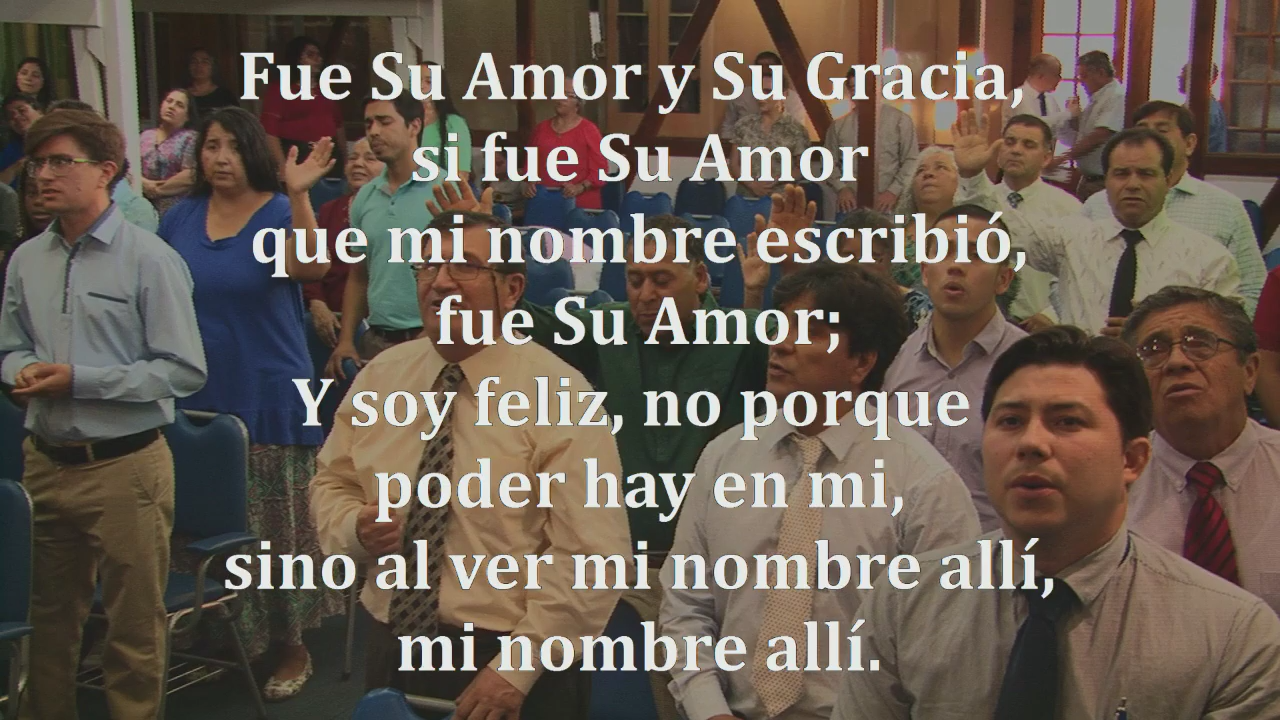 Fue Su Amor y Su Gracia,
si fue Su Amor
que mi nombre escribió,
fue Su Amor;
Y soy feliz, no porque
poder hay en mi,
sino al ver mi nombre allí,
mi nombre allí.